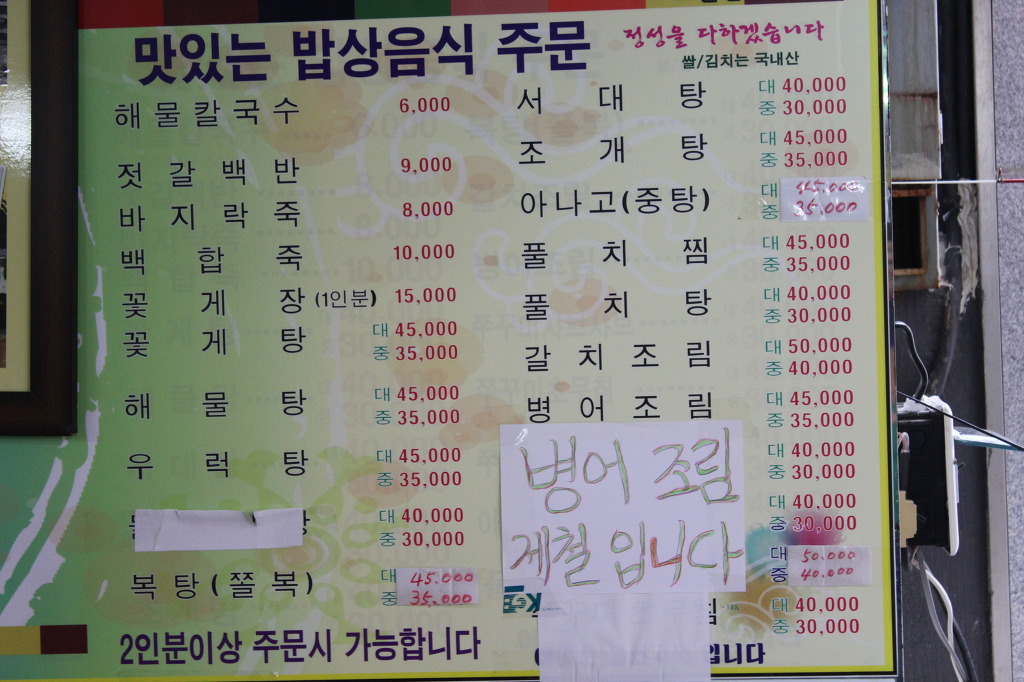 맛있는 밥상음식 주문
정성을 다하겠습니다
쌀/김치는 국내산
해물칼국수 6,000
젓갈백반 9,000
바지락죽 8,000
백합죽 10,000
꽃게장(1인분) 15,000
꽃게탕 대 45,000
중 35,000
해물탕 대 45,000
중 35,000
우럭탕 대 45,000
중 35,000
대 40,000
중 30,000
복탕(쫄복) 대 45.000
중 35.000
2인분이상 주문시 가능합니다
서대탕 대 40,000
중 30,000
조개탕 대 45,000
중 35,000
아나고(중탕) 대 45.000
중 35.000
풀치찜 대 45,000
중 35,000
풀치탕 대 40,000
중 30,000
갈치조림 대 50,000
중 40,000
병어조림 대 45,000
중 35,000
병어 조림
제철 입니다
대 40,000
중 30,000
대 40,000
중 30,000
대 50.000
중 40.000
대 40,000
중 30,000
입니다